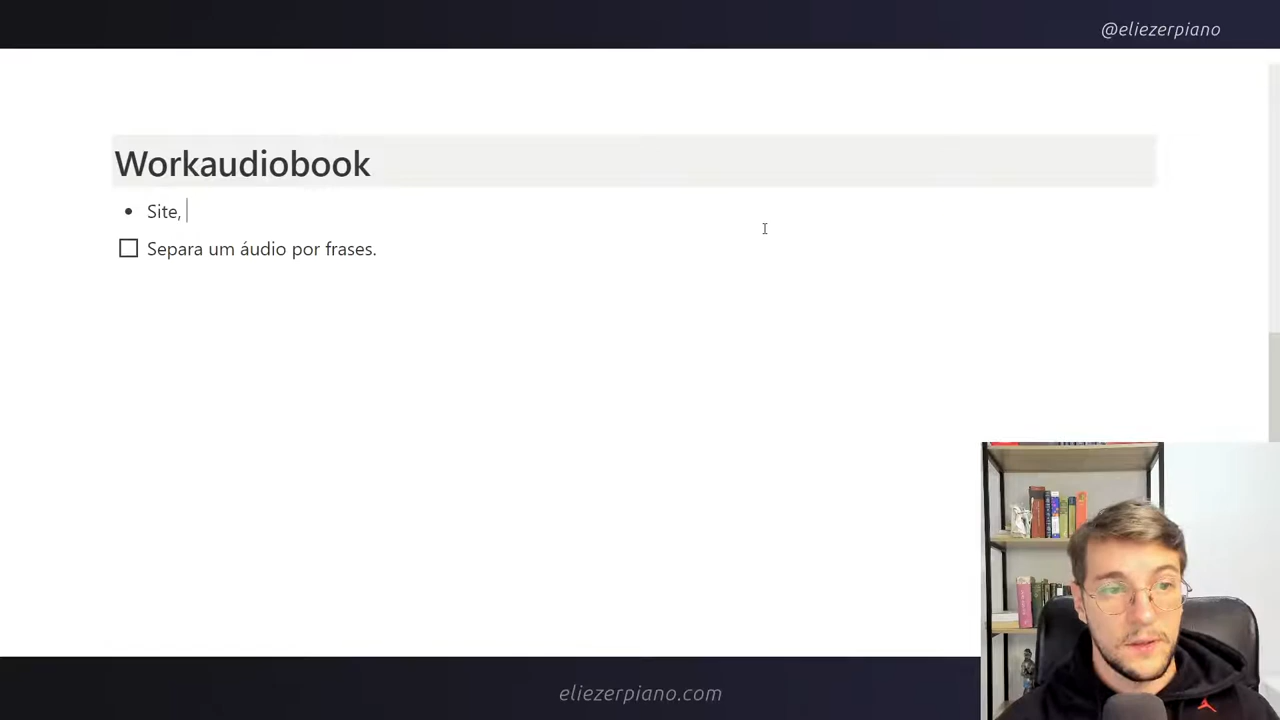 @eliezerpiano
Workaudiobook
Site,
Separa um áudio por frases.
eliezerpiano.com